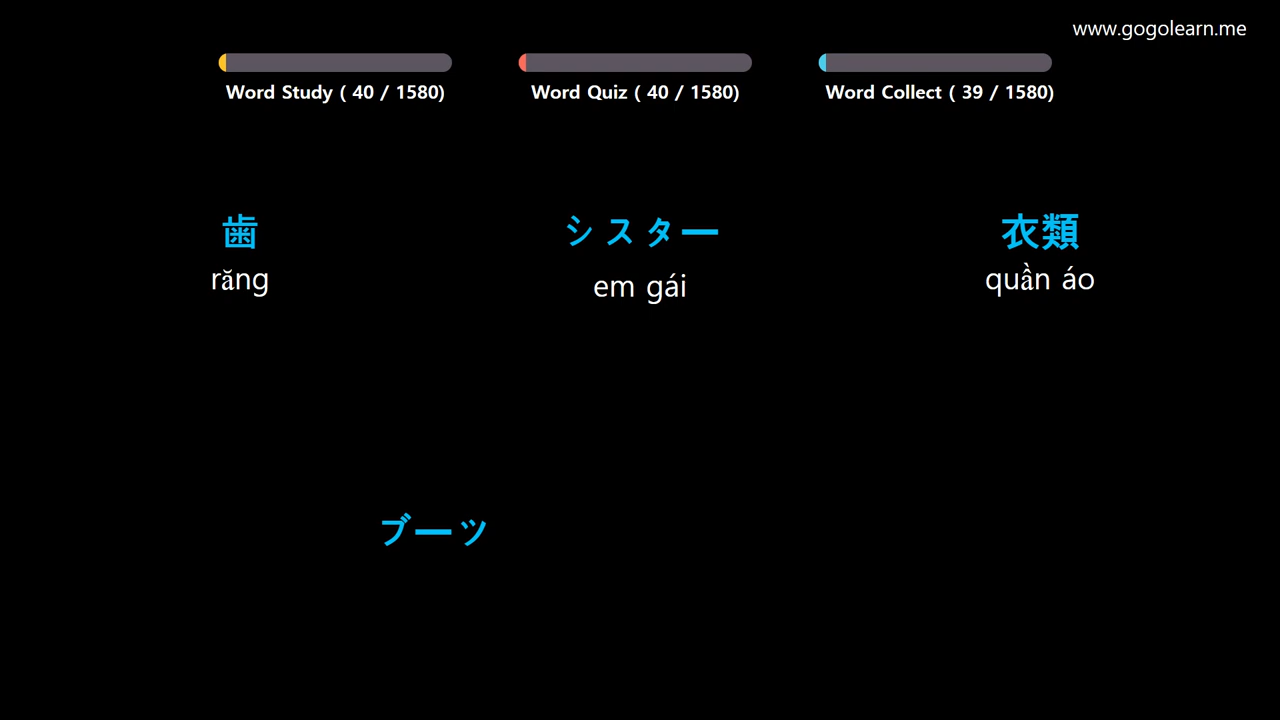 www.gogolearn.me
Word Study ( 40 / 1580)
Word Quiz ( 40 / 1580)
Word Collect ( 39 / 1580)
歯
răng
シスター
em gái
衣類
quần áo
ブーツ